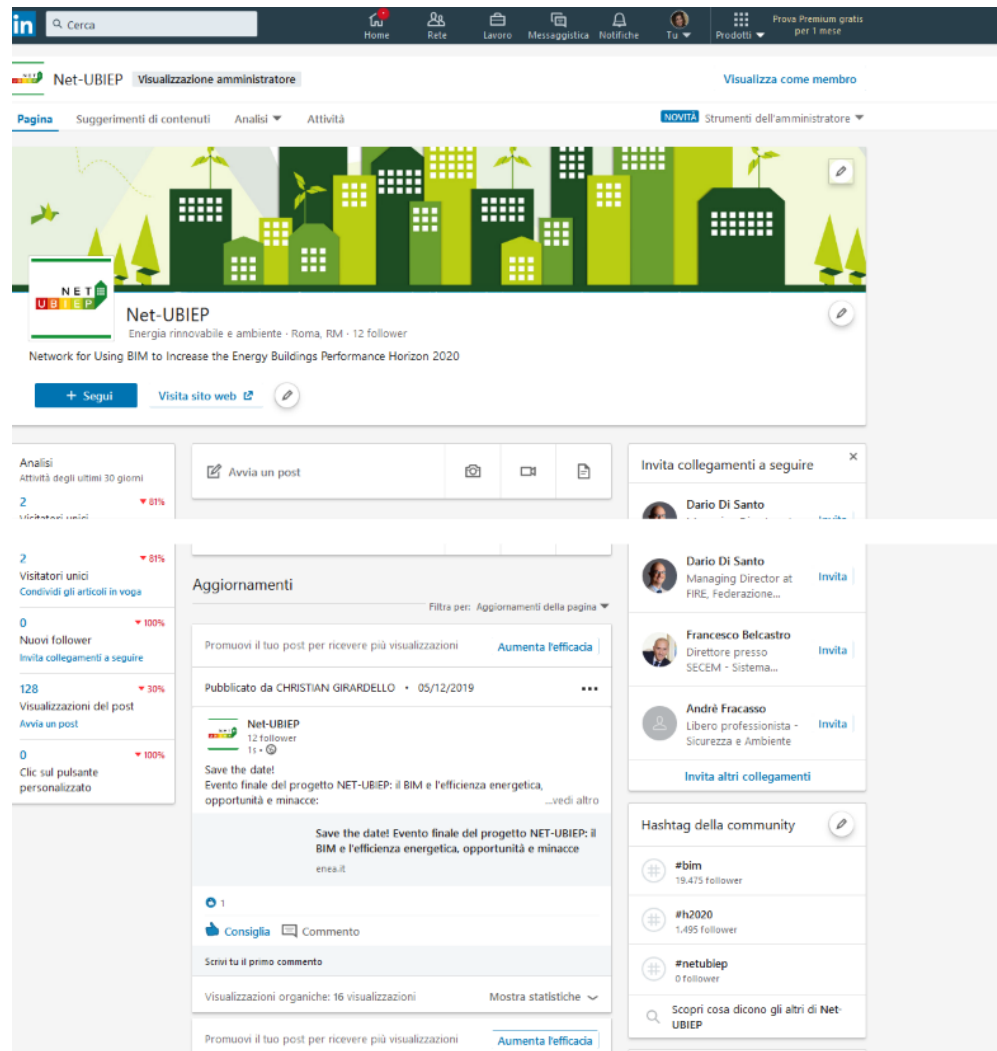 in
Cerca
Home
Rete
Lavoro
Messaggistica
Notifiche
Tu
Prodotti
Prova Premium gratis
per 1 mese
Net-UBIEP
Visualizzazione amministratore
Visualizza come membro
Pagina
Suggerimenti di contenuti
Analisi
Attività
NOVITÀ
Strumenti dell'amministratore
NET
UBIEP
Net-UBIEP
Energia rinnovabile e ambiente · Roma, RM · 12 follower
Network for Using BIM to Increase the Energy Buildings Performance Horizon 2020
+ Segui
Visita sito web
Analisi
Attività degli ultimi 30 giorni
2
81%
Visitatori unici
Avvia un post
Invita collegamenti a seguire
Dario Di Santo
2
81%
Visitatori unici
Condividi gli articoli in voga
0
100%
Nuovi follower
Invita collegamenti a seguire
128
30%
Visualizzazioni del post
Avvia un post
0
100%
Clic sul pulsante
personalizzato
Aggiornamenti
Filtra per: Aggiornamenti della pagina
Promuovi il tuo post per ricevere più visualizzazioni
Aumenta l'efficacia
Pubblicato da CHRISTIAN GIRARDELLO • 05/12/2019
Net-UBIEP
12 follower
1s •
Save the date!
Evento finale del progetto NET-UBIEP: il BIM e l'efficienza energetica,
opportunità e minacce:
...vedi altro
Save the date! Evento finale del progetto NET-UBIEP: il
BIM e l'efficienza energetica, opportunità e minacce
enea.it
1
Consiglia
Commento
Scrivi tu il primo commento
Visualizzazioni organiche: 16 visualizzazioni
Mostra statistiche
Promuovi il tuo post per ricevere più visualizzazioni
Aumenta l'efficacia
Dario Di Santo
Managing Director at
FIRE, Federazione...
Invita
Francesco Belcastro
Direttore presso
SECEM - Sistema...
Invita
Andrè Fracasso
Libero professionista -
Sicurezza e Ambiente
Invita
Invita altri collegamenti
Hashtag della community
#bim
19.475 follower
#h2020
1.495 follower
#netubiep
0 follower
Scopri cosa dicono gli altri di Net-
UBIEP